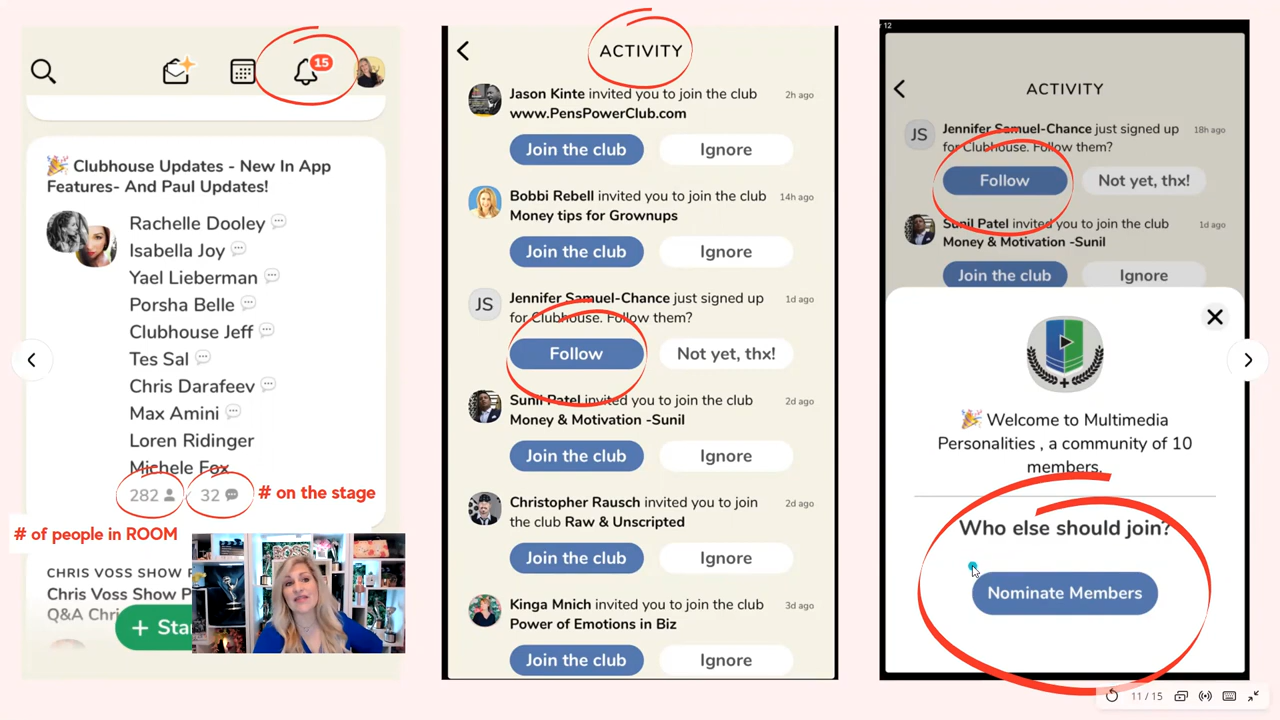 15
🎉 Clubhouse Updates - New In App
Features- And Paul Updates!
Rachelle Dooley
Isabella Joy
Yael Lieberman
Porsha Belle
Clubhouse Jeff
Tes Sal
Chris Darafeev
Max Amini
Loren Ridinger
Michele Fox
282 / 32
# on the stage
# of people in ROOM
CHRIS VOSS SHOW
Chris Voss Show P
Q&A Chri
+ Sta
BOSS
ACTIVITY
Jason Kinte invited you to join the club 2h ago
www.PensPowerClub.com
Join the club Ignore
Bobbi Rebell invited you to join the club 14h ago
Money tips for Grownups
Join the club Ignore
JS
Jennifer Samuel-Chance just signed up 1d ago
for Clubhouse. Follow them?
Follow Not yet, thx!
Sunil Patel invited you to join the club 2d ago
Money & Motivation -Sunil
Join the club Ignore
Christopher Rausch invited you to join 2d ago
the club Raw & Unscripted
Join the club Ignore
Kinga Mnich invited you to join the club 3d ago
Power of Emotions in Biz
Join the club Ignore
12
ACTIVITY
JS
Jennifer Samuel-Chance just signed up 18h ago
for Clubhouse. Follow them?
Follow Not yet, thx!
Sunil Patel invited you to join the club 1d ago
Money & Motivation -Sunil
Join the club Ignore
🎉 Welcome to Multimedia
Personalities , a community of 10
members.
Who else should join?
Nominate Members
11 / 15